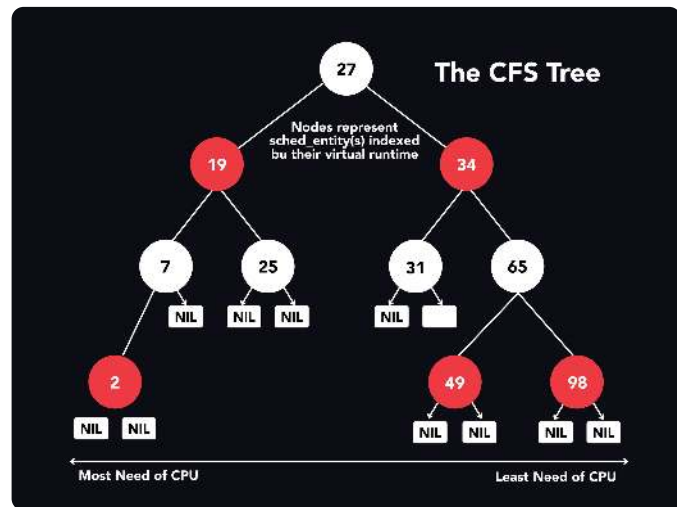 27
The CFS Tree
Nodes represent
sched_entity(s) indexed
bu their virtual runtime
19
34
7
25
31
65
NIL
NIL
NIL
NIL
2
49
98
NIL
NIL
NIL
NIL
NIL
NIL
Most Need of CPU
Least Need of CPU